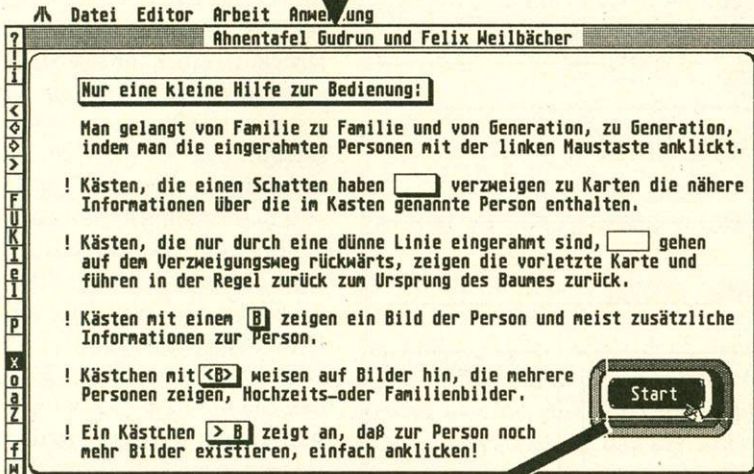 Datei Editor Arbeit
Ahnentafel Gudrun und Felix Weilbächer
Nur eine kleine Hilfe zur Bedienung:
Man gelangt von Familie zu Familie und von Generation, zu Generation,
indem man die eingerahmten Personen mit der linken Maustaste anklickt.
! Kästen, die einen Schatten haben verzweigen zu Karten die nähere
Informationen über die im Kasten genannte Person enthalten.
! Kästen, die nur durch eine dünne Linie eingerahmt sind, gehen
auf dem Verzweigungsweg rückwärts, zeigen die vorletzte Karte und
führen in der Regel zurück zum Ursprung des Baumes zurück.
! Kästen mit einem B zeigen ein Bild der Person und meist zusätzliche
Informationen zur Person.
! Kästchen mit <B> weisen auf Bilder hin, die mehrere
Personen zeigen, Hochzeits-oder Familienbilder.
Start
! Ein Kästchen > B zeigt an, daß zur Person noch
mehr Bilder existieren, einfach anklicken!
?
!
i
<
>
F
U
K
I
e
l
P
X
o
a
Z
f
W